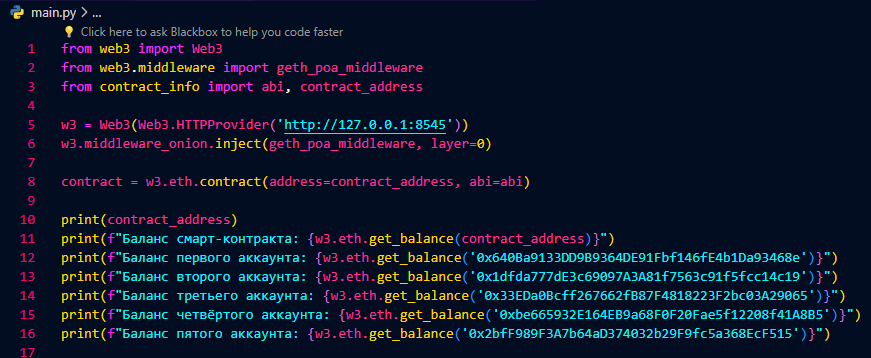 main.py > ...
Click here to ask Blackbox to help you code faster
1 from web3 import Web3
2 from web3.middleware import geth_poa_middleware
3 from contract_info import abi, contract_address
4
5 w3 = Web3(Web3.HTTPProvider('http://127.0.0.1:8545'))
6 w3.middleware_onion.inject(geth_poa_middleware, layer=0)
7
8 contract = w3.eth.contract(address=contract_address, abi=abi)
9
10 print(contract_address)
11 print(f"Баланс смарт-контракта: {w3.eth.get_balance(contract_address)}")
12 print(f"Баланс первого аккаунта: {w3.eth.get_balance('0x640Ba9133DD9B9364DE91Fbf146fE4b1Da93468e')}")
13 print(f"Баланс второго аккаунта: {w3.eth.get_balance('0x1dfda777dE3c69097A3A81f7563c91f5fcc14c19')}")
14 print(f"Баланс третьего аккаунта: {w3.eth.get_balance('0x33EDa0Bcff267662fB87F4818223F2bc03A29065')}")
15 print(f"Баланс четвёртого аккаунта: {w3.eth.get_balance('0xbe665932E164EB9a68F0F20Fae5f12208f41A8B5')}")
16 print(f"Баланс пятого аккаунта: {w3.eth.get_balance('0x2bfF989F3A7b64aD374032b29F9fc5a368EcF515')}")
17